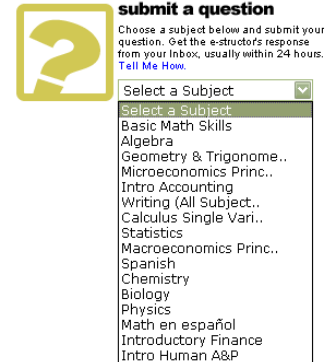 submit a question
Choose a subject below and submit your
question. Get the e-structor's response
from your Inbox, usually within 24 hours.
Tell Me How.
Select a Subject
Select a Subject
Basic Math Skills
Algebra
Geometry & Trigonome..
Microeconomics Princ..
Intro Accounting
Writing (All Subject..
Calculus Single Vari..
Statistics
Macroeconomics Princ..
Spanish
Chemistry
Biology
Physics
Math en español
Introductory Finance
Intro Human A&P